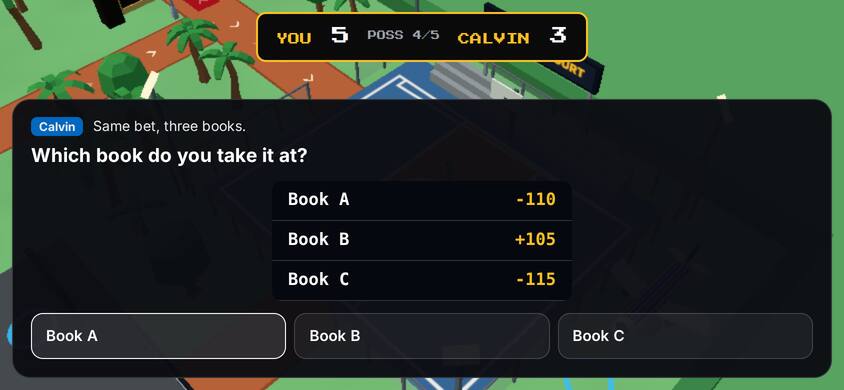 YOU 5 POSS 4/5 CALVIN 3
COURT
Calvin Same bet, three books.
Which book do you take it at?
Book A -110
Book B +105
Book C -115
Book A Book B Book C